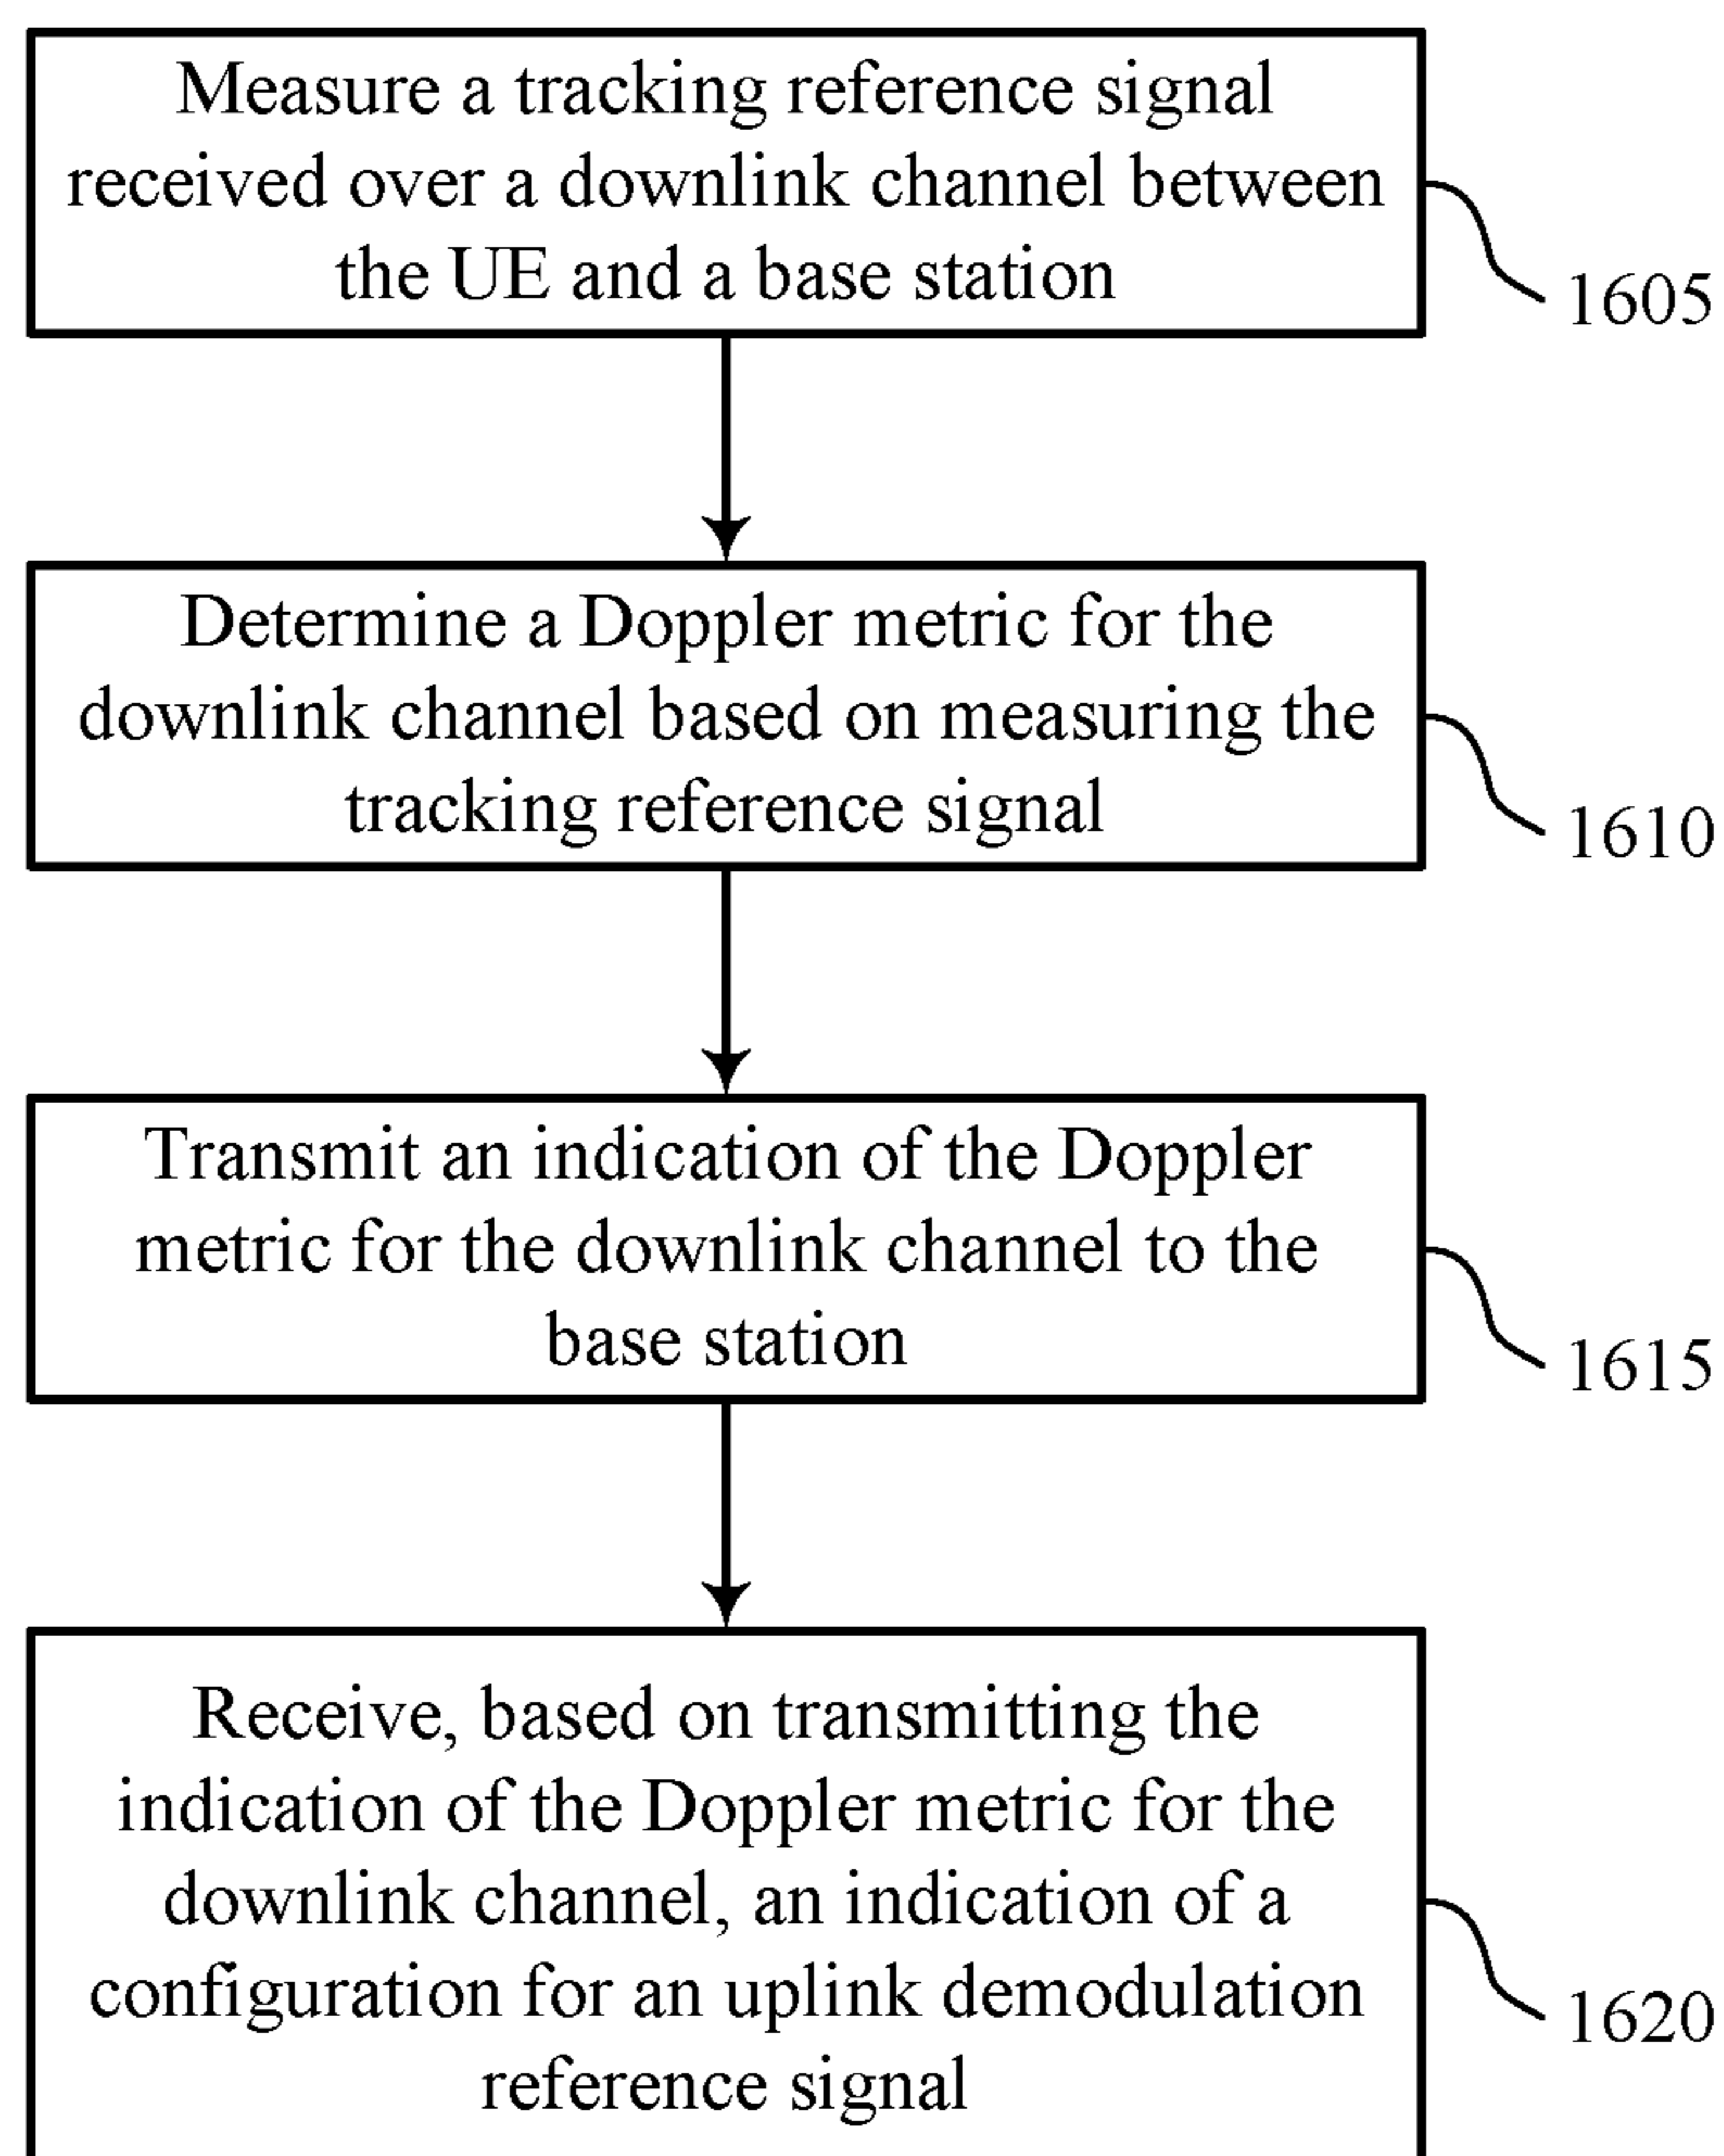 Measure a tracking reference signal
received over a downlink channel between
the UE and a base station
1605
Determine a Doppler metric for the
downlink channel based on measuring the
tracking reference signal
1610
Transmit an indication of the Doppler
metric for the downlink channel to the
base station
1615
Receive, based on transmitting the
indication of the Doppler metric for the
downlink channel, an indication of a
configuration for an uplink demodulation
reference signal
1620